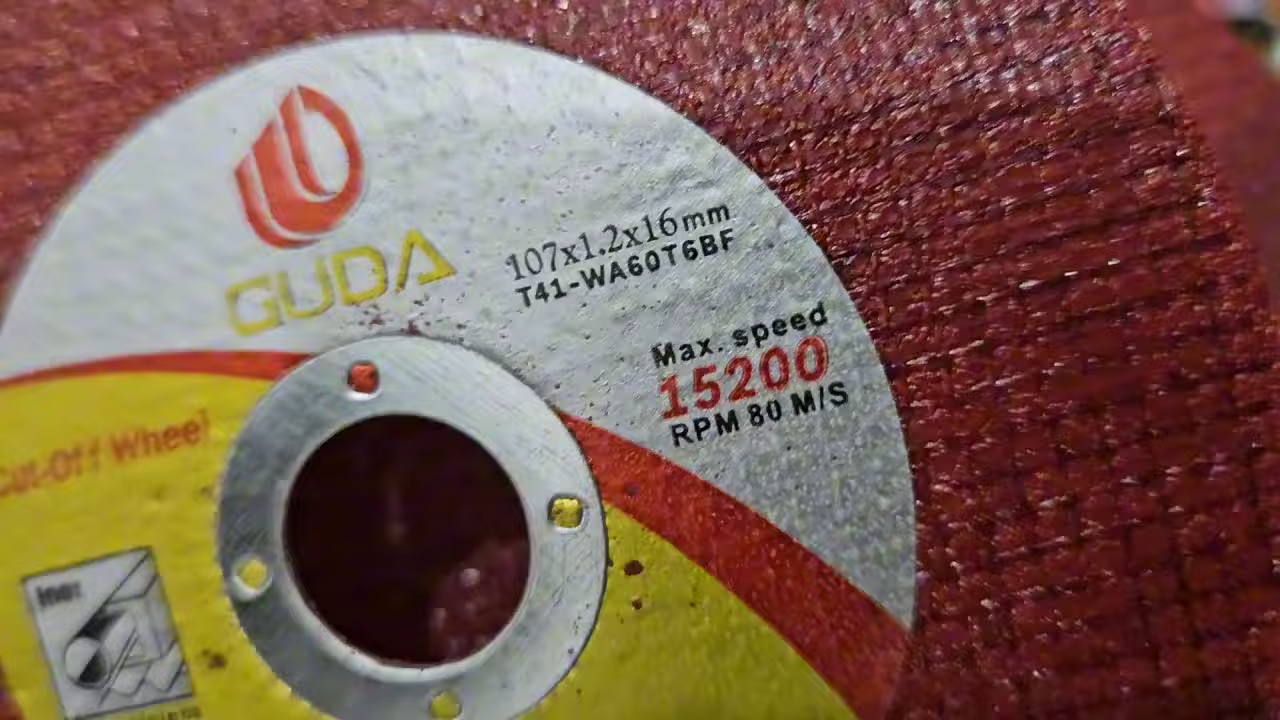 GUDA
107x1.2x16mm
T41-WA60T6BF
Max. speed
15200
RPM 80 M/S
Cut-Off Wheel